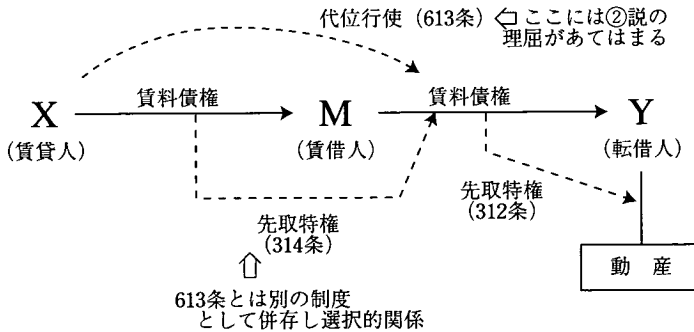 代位行使（613条）⇦ ここには②説の
理屈があてはまる
賃料債権
賃料債権
X
M
Y
（賃貸人）
（賃借人）
（転借人）
先取特権
（312条）
先取特権
（314条）
動　産
613条とは別の制度
として併存し選択的関係